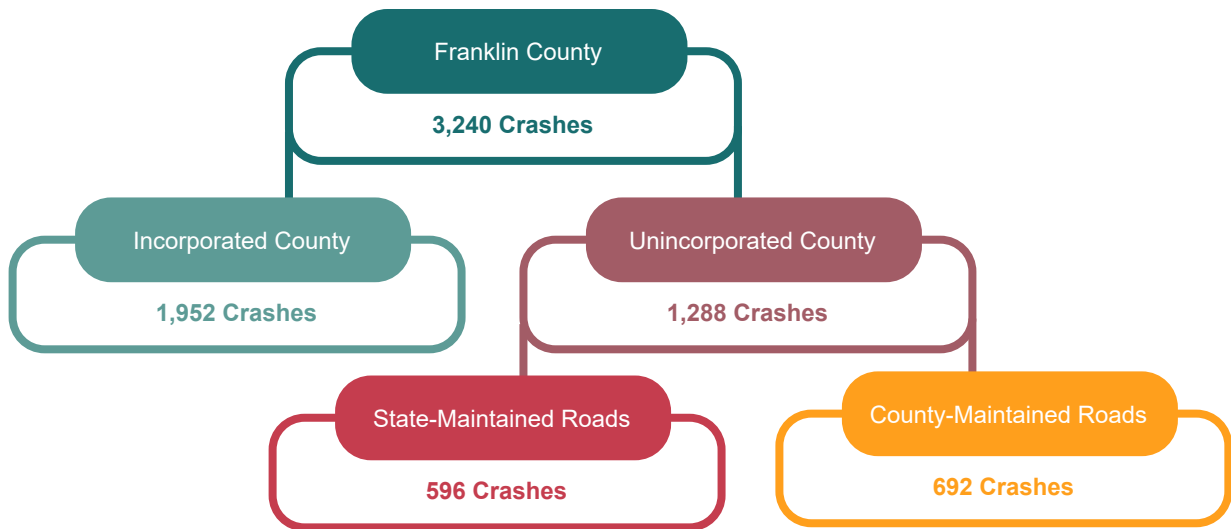 Franklin County
3,240 Crashes
Incorporated County
1,952 Crashes
Unincorporated County
1,288 Crashes
State-Maintained Roads
596 Crashes
County-Maintained Roads
692 Crashes